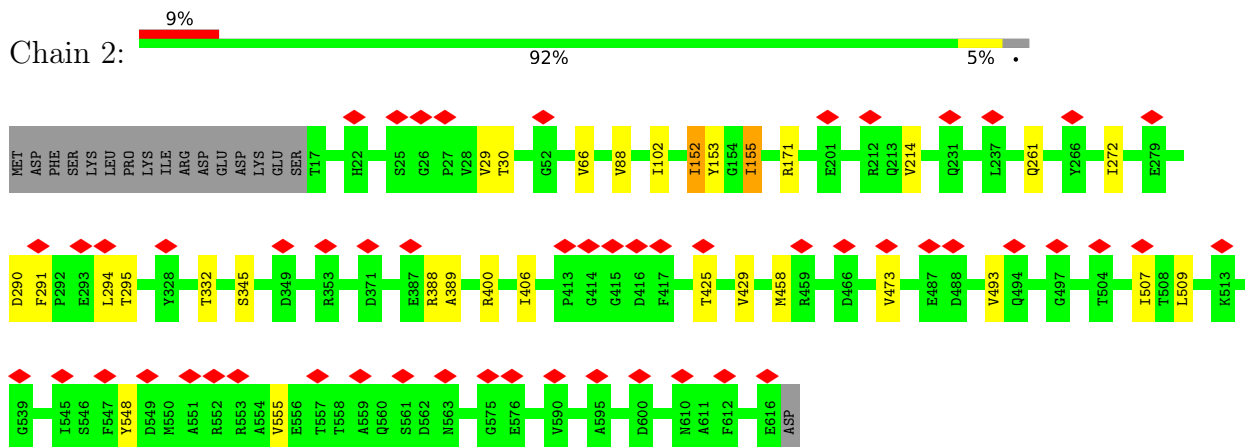 9%
Chain 2:
92% 5% •
MET ASP PHE SER LYS LEU PRO LYS ILE ARG ASP GLU ASP LYS GLU SER T17 H22 S25 G26 P27 V28 V29 T30 G52 V66 V88 I102 I152 Y153 G154 I155 R171 E201 R212 Q213 V214 Q231 L237 Q261 Y266 I272 E279
D290 F291 P292 E293 L294 T295 Y328 T332 S345 D349 R353 D371 E387 R388 A389 R400 I406 P413 G414 G415 D416 F417 T425 V429 M458 R459 D466 V473 E487 D488 V493 Q494 G497 T504 I507 T508 L509 K513
G539 I545 S546 F547 Y548 D549 M550 A551 R552 R553 A554 V555 E556 T557 T558 A559 Q560 S561 D562 N563 G575 E576 V590 A595 D600 N610 A611 F612 E616 ASP